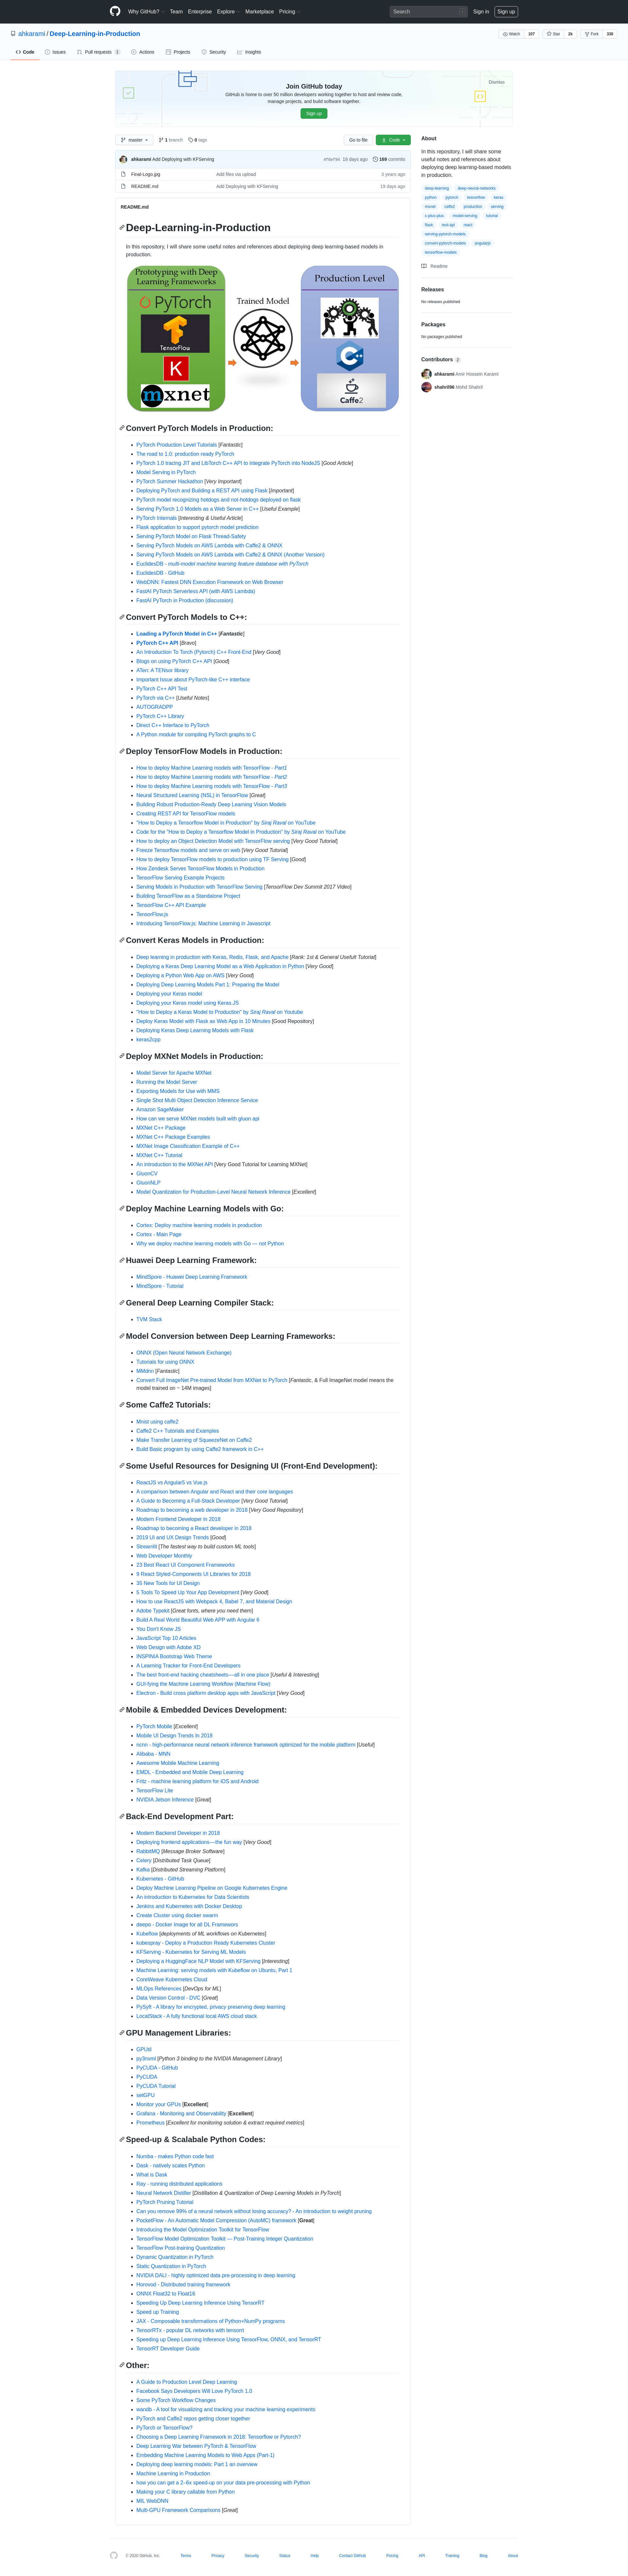 Why GitHub? Team Enterprise Explore Marketplace Pricing Search Sign in Sign up
ahkarami / Deep-Learning-in-Production
Watch 107 Star 2k Fork 338
Code Issues Pull requests 1 Actions Projects Security Insights
Join GitHub today
Dismiss
GitHub is home to over 50 million developers working together to host and review code,
manage projects, and build software together.
Sign up
master 1 branch 0 tags Go to file Code
ahkarami Add Deploying with KFServing 19 days ago 169 commits
Final-Logo.jpg Add files via upload 3 years ago
README.md Add Deploying with KFServing 19 days ago
README.md
Deep-Learning-in-Production
In this repository, I will share some useful notes and references about deploying deep learning-based models in
production.
Prototyping with Deep Learning Frameworks
PyTorch
TensorFlow
K
mxnet
Trained Model
Production Level
C++
Caffe2
Convert PyTorch Models in Production:
PyTorch Production Level Tutorials [Fantastic]
The road to 1.0: production ready PyTorch
PyTorch 1.0 tracing JIT and LibTorch C++ API to integrate PyTorch into NodeJS [Good Article]
Model Serving in PyTorch
PyTorch Summer Hackathon [Very Important]
Deploying PyTorch and Building a REST API using Flask [Important]
PyTorch model recognizing hotdogs and not-hotdogs deployed on flask
Serving PyTorch 1.0 Models as a Web Server in C++ [Useful Example]
PyTorch Internals [Interesting & Useful Article]
Flask application to support pytorch model prediction
Serving PyTorch Model on Flask Thread-Safety
Serving PyTorch Models on AWS Lambda with Caffe2 & ONNX
Serving PyTorch Models on AWS Lambda with Caffe2 & ONNX (Another Version)
EuclidesDB - multi-model machine learning feature database with PyTorch
EuclidesDB - GitHub
WebDNN: Fastest DNN Execution Framework on Web Browser
FastAI PyTorch Serverless API (with AWS Lambda)
FastAI PyTorch in Production (discussion)
Convert PyTorch Models to C++:
Loading a PyTorch Model in C++ [Fantastic]
PyTorch C++ API [Bravo]
An Introduction To Torch (Pytorch) C++ Front-End [Very Good]
Blogs on using PyTorch C++ API [Good]
ATen: A TENsor library
Important Issue about PyTorch-like C++ interface
PyTorch C++ API Test
PyTorch via C++ [Useful Notes]
AUTOGRADPP
PyTorch C++ Library
Direct C++ Interface to PyTorch
A Python module for compiling PyTorch graphs to C
Deploy TensorFlow Models in Production:
How to deploy Machine Learning models with TensorFlow - Part1
How to deploy Machine Learning models with TensorFlow - Part2
How to deploy Machine Learning models with TensorFlow - Part3
Neural Structured Learning (NSL) in TensorFlow [Great]
Building Robust Production-Ready Deep Learning Vision Models
Creating REST API for TensorFlow models
"How to Deploy a Tensorflow Model in Production" by Siraj Raval on YouTube
Code for the "How to Deploy a Tensorflow Model in Production" by Siraj Raval on YouTube
How to deploy an Object Detection Model with TensorFlow serving [Very Good Tutorial]
Freeze Tensorflow models and serve on web [Very Good Tutorial]
How to deploy TensorFlow models to production using TF Serving [Good]
How Zendesk Serves TensorFlow Models in Production
TensorFlow Serving Example Projects
Serving Models in Production with TensorFlow Serving [TensorFlow Dev Summit 2017 Video]
Building TensorFlow as a Standalone Project
TensorFlow C++ API Example
TensorFlow.js
Introducing TensorFlow.js: Machine Learning in Javascript
Convert Keras Models in Production:
Deep learning in production with Keras, Redis, Flask, and Apache [Rank: 1st & General Usefult Tutorial]
Deploying a Keras Deep Learning Model as a Web Application in Python [Very Good]
Deploying a Python Web App on AWS [Very Good]
Deploying Deep Learning Models Part 1: Preparing the Model
Deploying your Keras model
Deploying your Keras model using Keras.JS
"How to Deploy a Keras Model to Production" by Siraj Raval on Youtube
Deploy Keras Model with Flask as Web App in 10 Minutes [Good Repository]
Deploying Keras Deep Learning Models with Flask
keras2cpp
Deploy MXNet Models in Production:
Model Server for Apache MXNet
Running the Model Server
Exporting Models for Use with MMS
Single Shot Multi Object Detection Inference Service
Amazon SageMaker
How can we serve MXNet models built with gluon api
MXNet C++ Package
MXNet C++ Package Examples
MXNet Image Classification Example of C++
MXNet C++ Tutorial
An introduction to the MXNet API [Very Good Tutorial for Learning MXNet]
GluonCV
GluonNLP
Model Quantization for Production-Level Neural Network Inference [Excellent]
Deploy Machine Learning Models with Go:
Cortex: Deploy machine learning models in production
Cortex - Main Page
Why we deploy machine learning models with Go — not Python
Huawei Deep Learning Framework:
MindSpore - Huawei Deep Learning Framework
MindSpore - Tutorial
General Deep Learning Compiler Stack:
TVM Stack
Model Conversion between Deep Learning Frameworks:
ONNX (Open Neural Network Exchange)
Tutorials for using ONNX
MMdnn [Fantastic]
Convert Full ImageNet Pre-trained Model from MXNet to PyTorch [Fantastic, & Full ImageNet model means the
model trained on ~ 14M images]
Some Caffe2 Tutorials:
Mnist using caffe2
Caffe2 C++ Tutorials and Examples
Make Transfer Learning of SqueezeNet on Caffe2
Build Basic program by using Caffe2 framework in C++
Some Useful Resources for Designing UI (Front-End Development):
ReactJS vs Angular5 vs Vue.js
A comparison between Angular and React and their core languages
A Guide to Becoming a Full-Stack Developer [Very Good Tutorial]
Roadmap to becoming a web developer in 2018 [Very Good Repository]
Modern Frontend Developer in 2018
Roadmap to becoming a React developer in 2018
2019 UI and UX Design Trends [Good]
Streamlit [The fastest way to build custom ML tools]
Web Developer Monthly
23 Best React UI Component Frameworks
9 React Styled-Components UI Libraries for 2018
35 New Tools for UI Design
5 Tools To Speed Up Your App Development [Very Good]
How to use ReactJS with Webpack 4, Babel 7, and Material Design
Adobe Typekit [Great fonts, where you need them]
Build A Real World Beautiful Web APP with Angular 6
You Don't Know JS
JavaScript Top 10 Articles
Web Design with Adobe XD
INSPINIA Bootstrap Web Theme
A Learning Tracker for Front-End Developers
The best front-end hacking cheatsheets — all in one place [Useful & Interesting]
GUI-fying the Machine Learning Workflow (Machine Flow)
Electron - Build cross platform desktop apps with JavaScript [Very Good]
Mobile & Embedded Devices Development:
PyTorch Mobile [Excellent]
Mobile UI Design Trends In 2018
ncnn - high-performance neural network inference framework optimized for the mobile platform [Useful]
Alibaba - MNN
Awesome Mobile Machine Learning
EMDL - Embedded and Mobile Deep Learning
Fritz - machine learning platform for iOS and Android
TensorFlow Lite
NVIDIA Jetson Inference [Great]
Back-End Development Part:
Modern Backend Developer in 2018
Deploying frontend applications — the fun way [Very Good]
RabbitMQ [Message Broker Software]
Celery [Distributed Task Queue]
Kafka [Distributed Streaming Platform]
Kubernetes - GitHub
Deploy Machine Learning Pipeline on Google Kubernetes Engine
An introduction to Kubernetes for Data Scientists
Jenkins and Kubernetes with Docker Desktop
Create Cluster using docker swarm
deepo - Docker Image for all DL Framewors
Kubeflow [deployments of ML workflows on Kubernetes]
kubespray - Deploy a Production Ready Kubernetes Cluster
KFServing - Kubernetes for Serving ML Models
Deploying a HuggingFace NLP Model with KFServing [Interesting]
Machine Learning: serving models with Kubeflow on Ubuntu, Part 1
CoreWeave Kubernetes Cloud
MLOps References [DevOps for ML]
Data Version Control - DVC [Great]
PySyft - A library for encrypted, privacy preserving deep learning
LocalStack - A fully functional local AWS cloud stack
GPU Management Libraries:
GPUtil
py3nvml [Python 3 binding to the NVIDIA Management Library]
PyCUDA - GitHub
PyCUDA
PyCUDA Tutorial
setGPU
Monitor your GPUs [Excellent]
Grafana - Monitoring and Observability [Excellent]
Prometheus [Excellent for monitoring solution & extract required metrics]
Speed-up & Scalabale Python Codes:
Numba - makes Python code fast
Dask - natively scales Python
What is Dask
Ray - running distributed applications
Neural Network Distiller [Distillation & Quantization of Deep Learning Models in PyTorch]
PyTorch Pruning Tutorial
Can you remove 99% of a neural network without losing accuracy? - An introduction to weight pruning
PocketFlow - An Automatic Model Compression (AutoMC) framework [Great]
Introducing the Model Optimization Toolkit for TensorFlow
TensorFlow Model Optimization Toolkit — Post-Training Integer Quantization
TensorFlow Post-training Quantization
Dynamic Quantization in PyTorch
Static Quantization in PyTorch
NVIDIA DALI - highly optimized data pre-processing in deep learning
Horovod - Distributed training framework
ONNX Float32 to Float16
Speeding Up Deep Learning Inference Using TensorRT
Speed up Training
JAX - Composable transformations of Python+NumPy programs
TensorRTx - popular DL networks with tensorrt
Speeding up Deep Learning Inference Using TensorFlow, ONNX, and TensorRT
TensorRT Developer Guide
Other:
A Guide to Production Level Deep Learning
Facebook Says Developers Will Love PyTorch 1.0
Some PyTorch Workflow Changes
wandb - A tool for visualizing and tracking your machine learning experiments
PyTorch and Caffe2 repos getting closer together
PyTorch or TensorFlow?
Choosing a Deep Learning Framework in 2018: Tensorflow or Pytorch?
Deep Learning War between PyTorch & TensorFlow
Embedding Machine Learning Models to Web Apps (Part-1)
Deploying deep learning models: Part 1 an overview
Machine Learning in Production
how you can get a 2–6x speed-up on your data pre-processing with Python
Making your C library callable from Python
MIL WebDNN
Multi-GPU Framework Comparisons [Great]
About
In this repository, I will share some
useful notes and references about
deploying deep learning-based models
in production.
deep-learning deep-neural-networks
python pytorch tensorflow keras
mxnet caffe2 production serving
c-plus-plus model-serving tutorial
flask rest-api react
serving-pytorch-models
convert-pytorch-models angularjs
tensorflow-models
Readme
Releases
No releases published
Packages
No packages published
Contributors 2
ahkarami Amir Hossein Karami
shahril96 Mohd Shahril
© 2020 GitHub, Inc. Terms Privacy Security Status Help Contact GitHub Pricing API Training Blog About